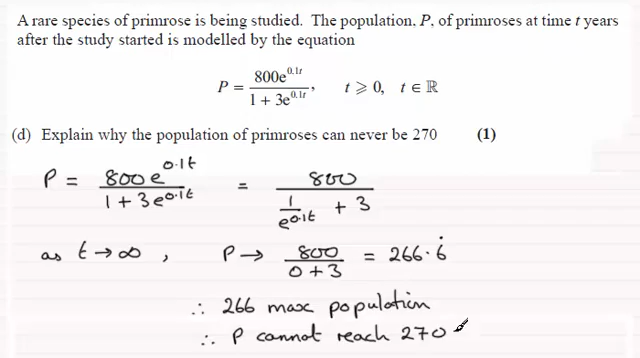 A rare species of primrose is being studied. The population, P, of primroses at time t years
after the study started is modelled by the equation
P = 800e^0.1t / (1 + 3e^0.1t), t ⩾ 0, t ∈ ℝ
(d) Explain why the population of primroses can never be 270 (1)
P = 800e^0.1t / (1 + 3e^0.1t) = 800 / (1/e^0.1t + 3)
as t → ∞, P → 800 / (0 + 3) = 266.6̇
∴ 266 max population
∴ P cannot reach 270